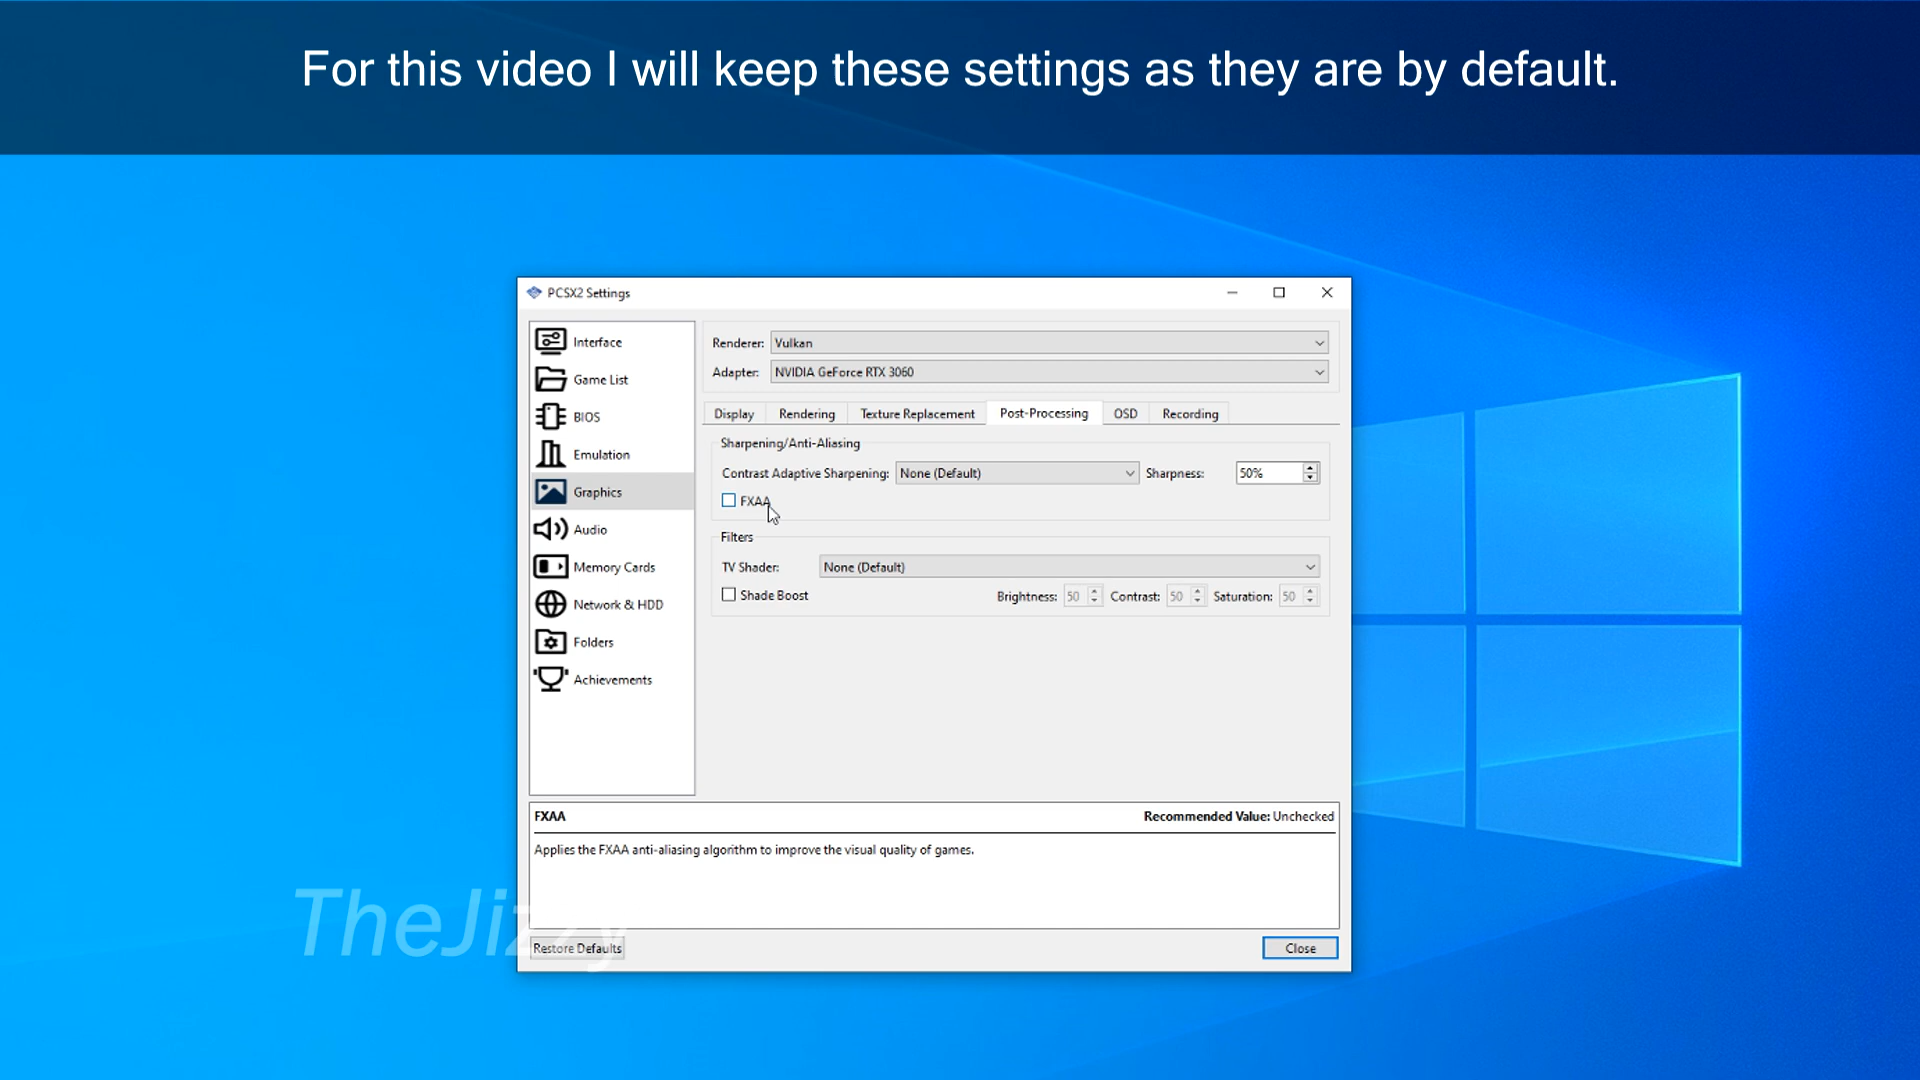 For this video I will keep these settings as they are by default.
PCSX2 Settings
Interface
Game List
BIOS
Emulation
Graphics
Audio
Memory Cards
Network & HDD
Folders
Achievements
Renderer: Vulkan
Adapter: NVIDIA GeForce RTX 3060
Display Rendering Texture Replacement Post-Processing OSD Recording
Sharpening/Anti-Aliasing
Contrast Adaptive Sharpening: None (Default) Sharpness: 50%
FXAA
Filters
TV Shader: None (Default)
Shade Boost Brightness: 50 Contrast: 50 Saturation: 50
FXAA Recommended Value: Unchecked
Applies the FXAA anti-aliasing algorithm to improve the visual quality of games.
TheJizzy
Restore Defaults Close